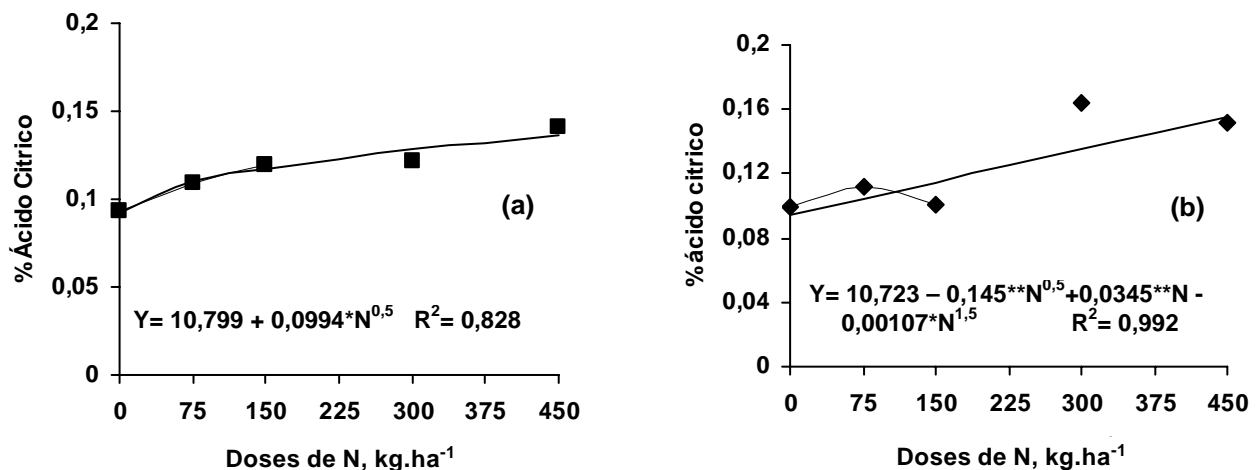 0,2
0,15
0,1
0,05
0
%Ácido Citrico
(a)
Y= 10,799 + 0,0994*N^0,5 R^2= 0,828
0 75 150 225 300 375 450
Doses de N, kg.ha^-1
0,2
0,16
0,12
0,08
0,04
0
%ácido citrico
(b)
Y= 10,723 – 0,145**N^0,5+0,0345**N -
0,00107*N^1,5 R^2= 0,992
0 75 150 225 300 375 450
Doses de N, kg.ha^-1